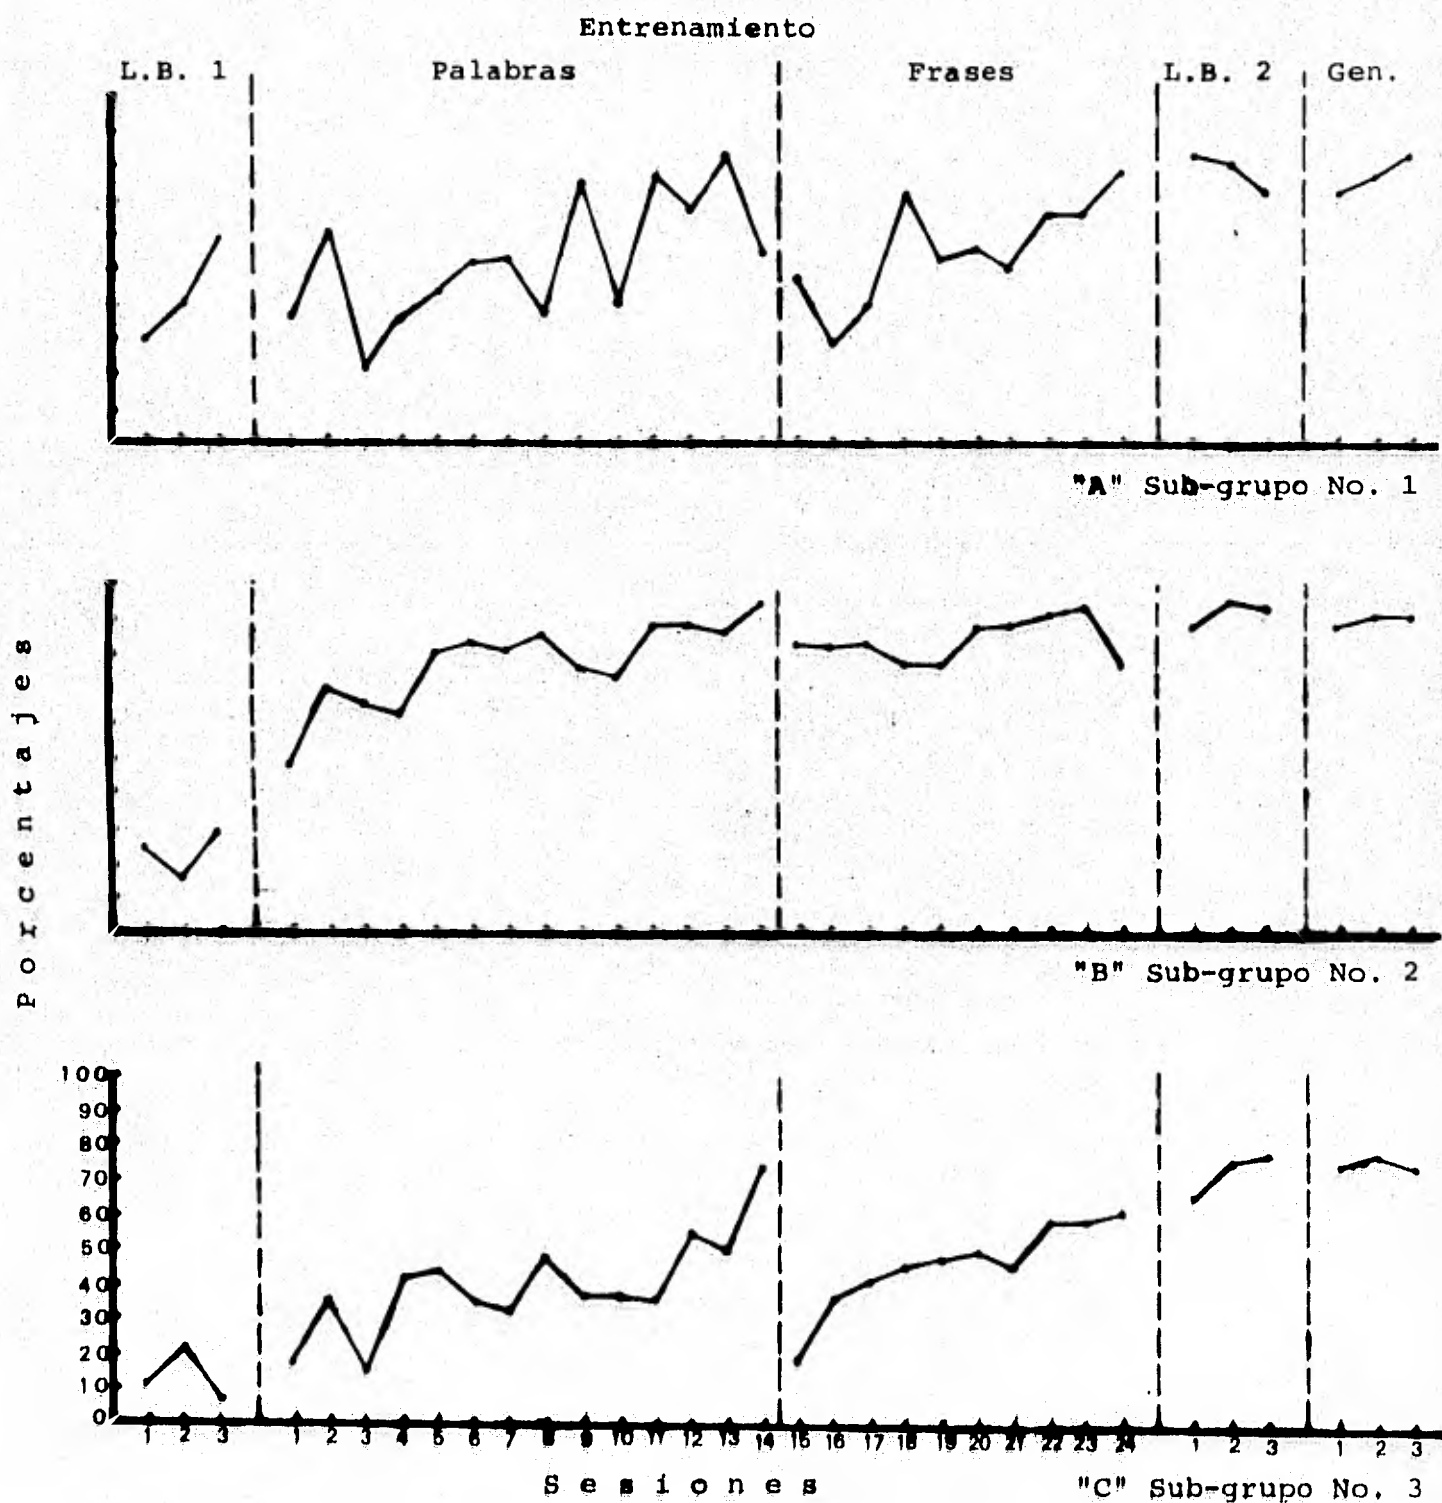 Entrenamiento
L.B. 1 Palabras Frases L.B. 2 Gen.
"A" Sub-grupo No. 1
"B" Sub-grupo No. 2
Porcentajes
100
90
80
70
60
50
40
30
20
10
0
1 2 3 1 2 3 4 5 6 7 8 9 10 11 12 13 14 15 16 17 18 19 20 21 22 23 24 1 2 3 1 2 3
Sesiones
"C" Sub-grupo No. 3